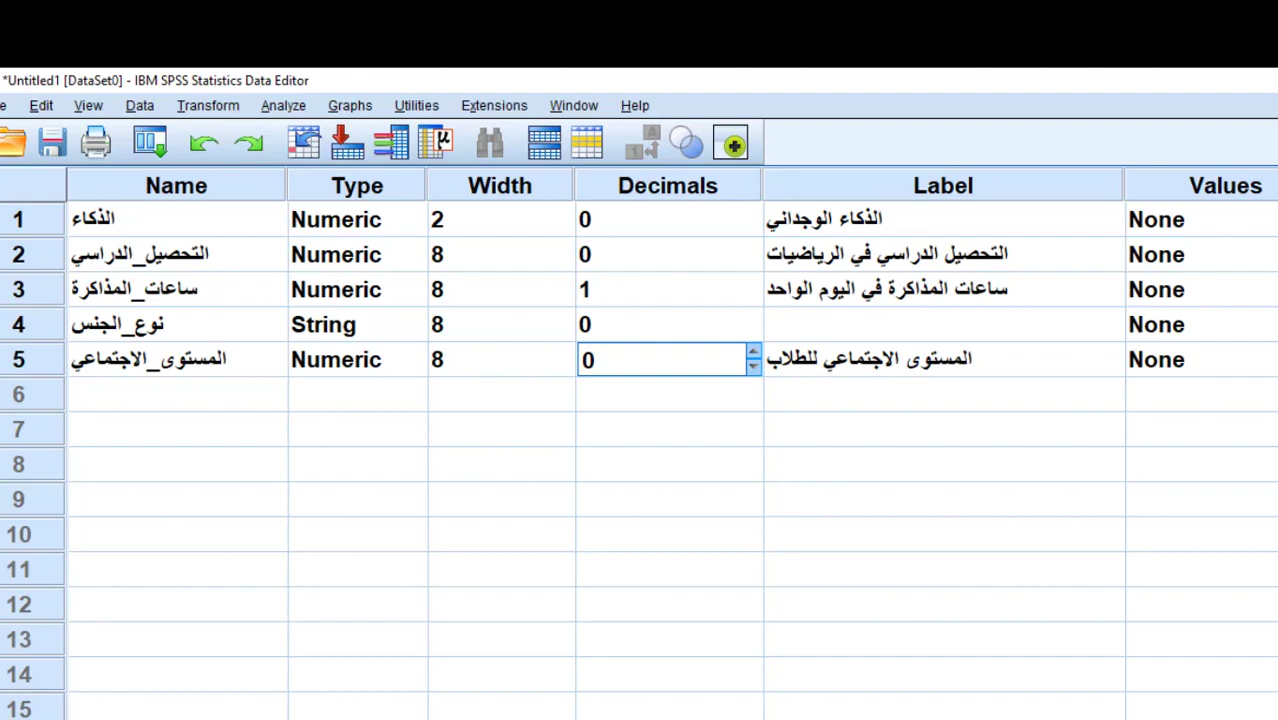 *Untitled1 [DataSet0] - IBM SPSS Statistics Data Editor
Edit View Data Transform Analyze Graphs Utilities Extensions Window Help
Name Type Width Decimals Label Values
1 الذكاء Numeric 2 0 الذكاء الوجداني None
2 التحصيل_الدراسي Numeric 8 0 التحصيل الدراسي في الرياضيات None
3 ساعات_المذاكرة Numeric 8 1 ساعات المذاكرة في اليوم الواحد None
4 نوع_الجنس String 8 0 None
5 المستوى_الاجتماعي Numeric 8 0 المستوى الاجتماعي للطلاب None
6
7
8
9
10
11
12
13
14
15